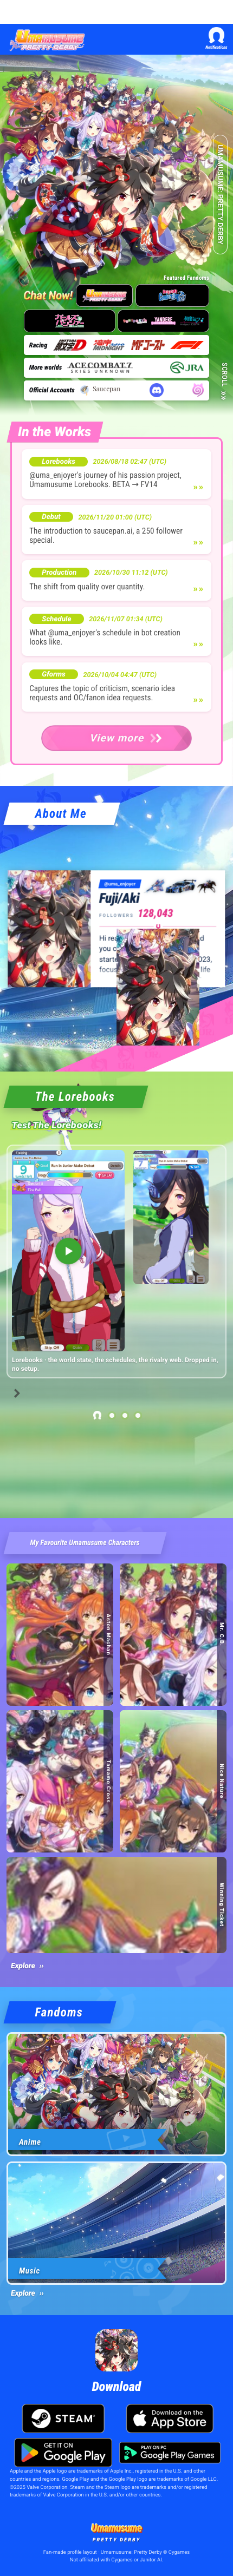 Umamusume
PRETTY DERBY
Notifications
UMAMUSUME: PRETTY DERBY
Featured Fandoms
Chat Now!
Racing
MFゴースト
More worlds
ACE COMBAT 7
SKIES UNKNOWN
JRA
Official Accounts
Saucepan
SCROLL »»
In the Works
Lorebooks
2026/08/18 02:47 (UTC)
@uma_enjoyer's journey of his passion project,
Umamusume Lorebooks. BETA → FV14
»»
Debut
2026/11/20 01:00 (UTC)
The introduction to saucepan.ai, a 250 follower
special.
»»
Production
2026/10/30 11:12 (UTC)
The shift from quality over quantity.
»»
Schedule
2026/11/07 01:34 (UTC)
What @uma_enjoyer's schedule in bot creation
looks like.
»»
Gforms
2026/10/04 04:47 (UTC)
Captures the topic of criticism, scenario idea
requests and OC/fanon idea requests.
»»
View more
About Me
@uma_enjoyer
Fuji/Aki
FOLLOWERS 128,043
The Lorebooks
Test The Lorebooks!
Skip Off
Lorebooks - the world state, the schedules, the rivalry web. Dropped in,
no setup.
My Favourite Umamusume Characters
Aston Machan
Mr. C.B.
Tamamo Cross
Nice Nature
Winning Ticket
Explore »
Fandoms
Anime
Music
Explore »
Download
STEAM®
Download on the
App Store
GET IT ON
Google Play
PLAY ON PC
Google Play Games
Apple and the Apple logo are trademarks of Apple Inc., registered in the U.S. and other
countries and regions. Google Play and the Google Play logo are trademarks of Google LLC.
©2025 Valve Corporation. Steam and the Steam logo are trademarks and/or registered
trademarks of Valve Corporation in the U.S. and/or other countries.
Umamusume
PRETTY DERBY
Fan-made profile layout · Umamusume: Pretty Derby © Cygames
Not affiliated with Cygames or Janitor AI.